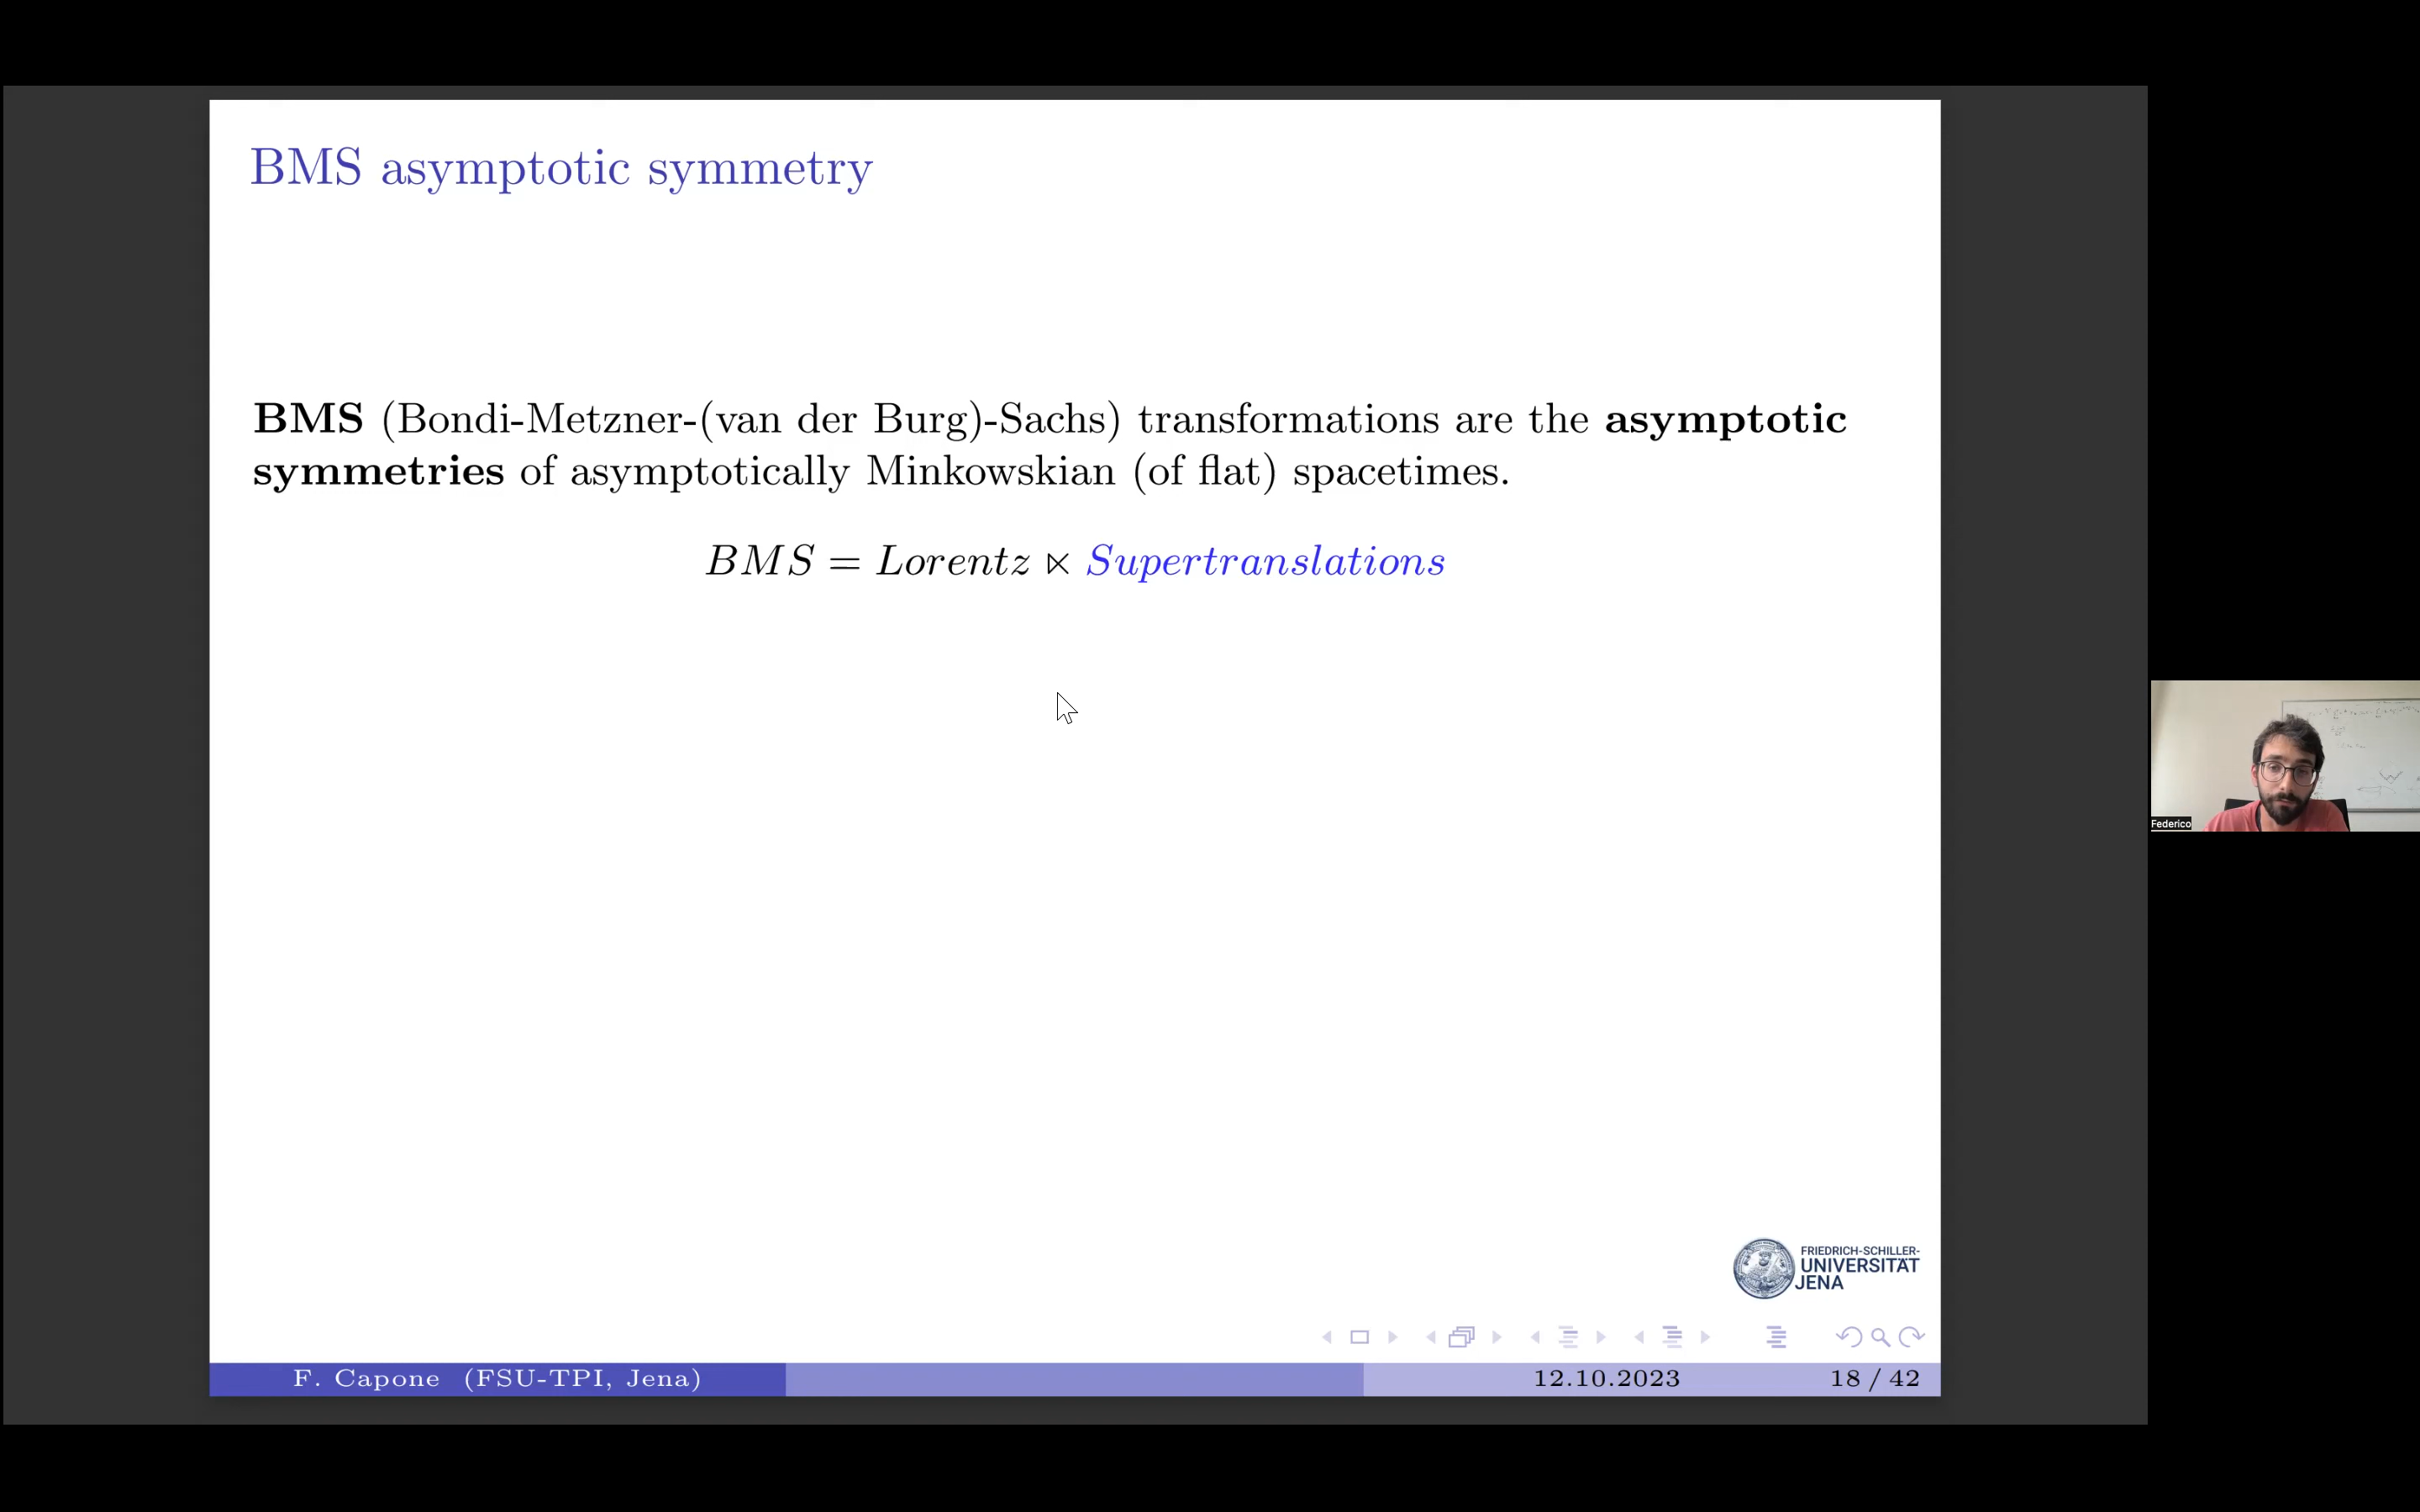 BMS asymptotic symmetry
BMS (Bondi-Metzner-(van der Burg)-Sachs) transformations are the asymptotic
symmetries of asymptotically Minkowskian (of flat) spacetimes.
BMS = Lorentz ⋉ Supertranslations
Federico
FRIEDRICH-SCHILLER-
UNIVERSITÄT
JENA
F. Capone (FSU-TPI, Jena)
12.10.2023
18 / 42